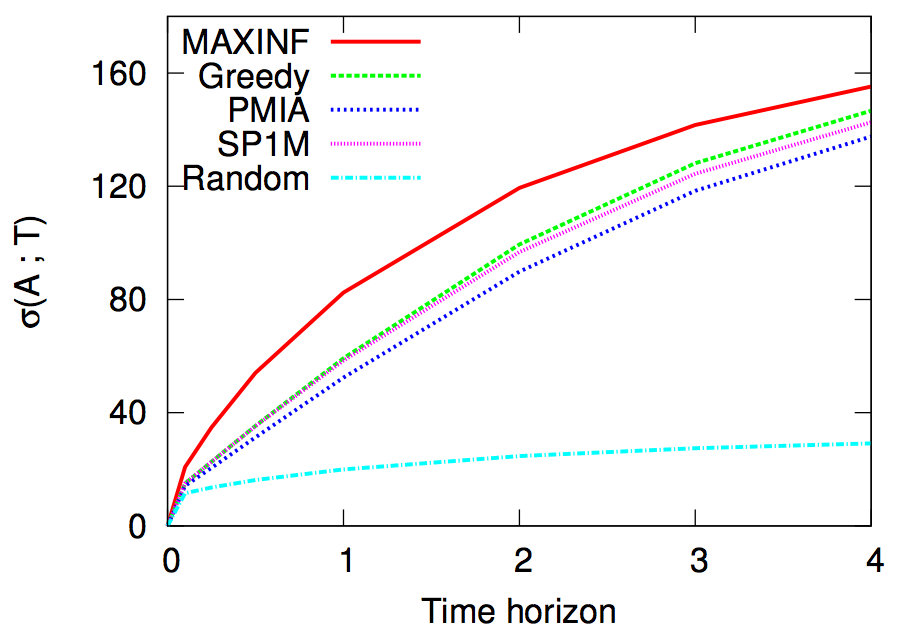 MAXINF
Greedy
PMIA
SP1M
Random
160
120
80
40
0
σ(A ; T)
0 1 2 3 4
Time horizon